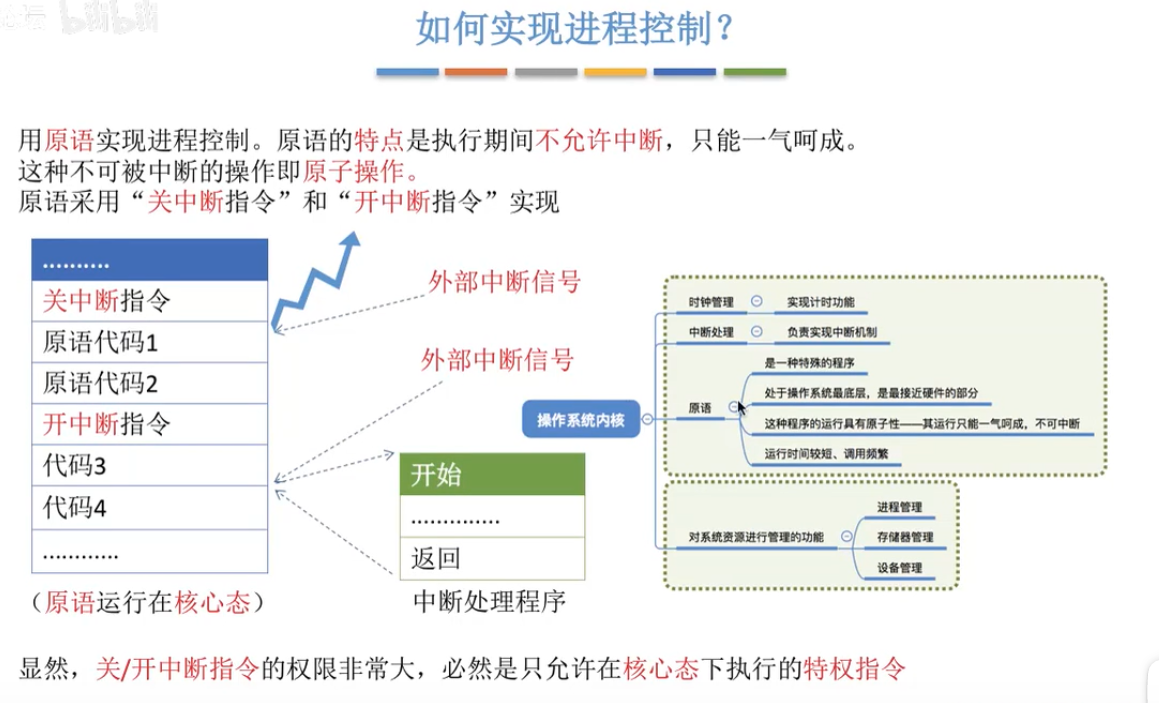 如何实现进程控制？
用原语实现进程控制。原语的特点是执行期间不允许中断，只能一气呵成。
这种不可被中断的操作即原子操作。
原语采用“关中断指令”和“开中断指令”实现
..........
关中断指令
原语代码1
原语代码2
开中断指令
代码3
代码4
............
（原语运行在核心态）
外部中断信号
外部中断信号
开始
..............
返回
中断处理程序
操作系统内核
时钟管理
实现计时功能
中断处理
负责实现中断机制
原语
是一种特殊的程序
处于操作系统最底层，是最接近硬件的部分
这种程序的运行具有原子性——其运行只能一气呵成，不可中断
运行时间较短、调用频繁
对系统资源进行管理的功能
进程管理
存储器管理
设备管理
显然，关/开中断指令的权限非常大，必然是只允许在核心态下执行的特权指令